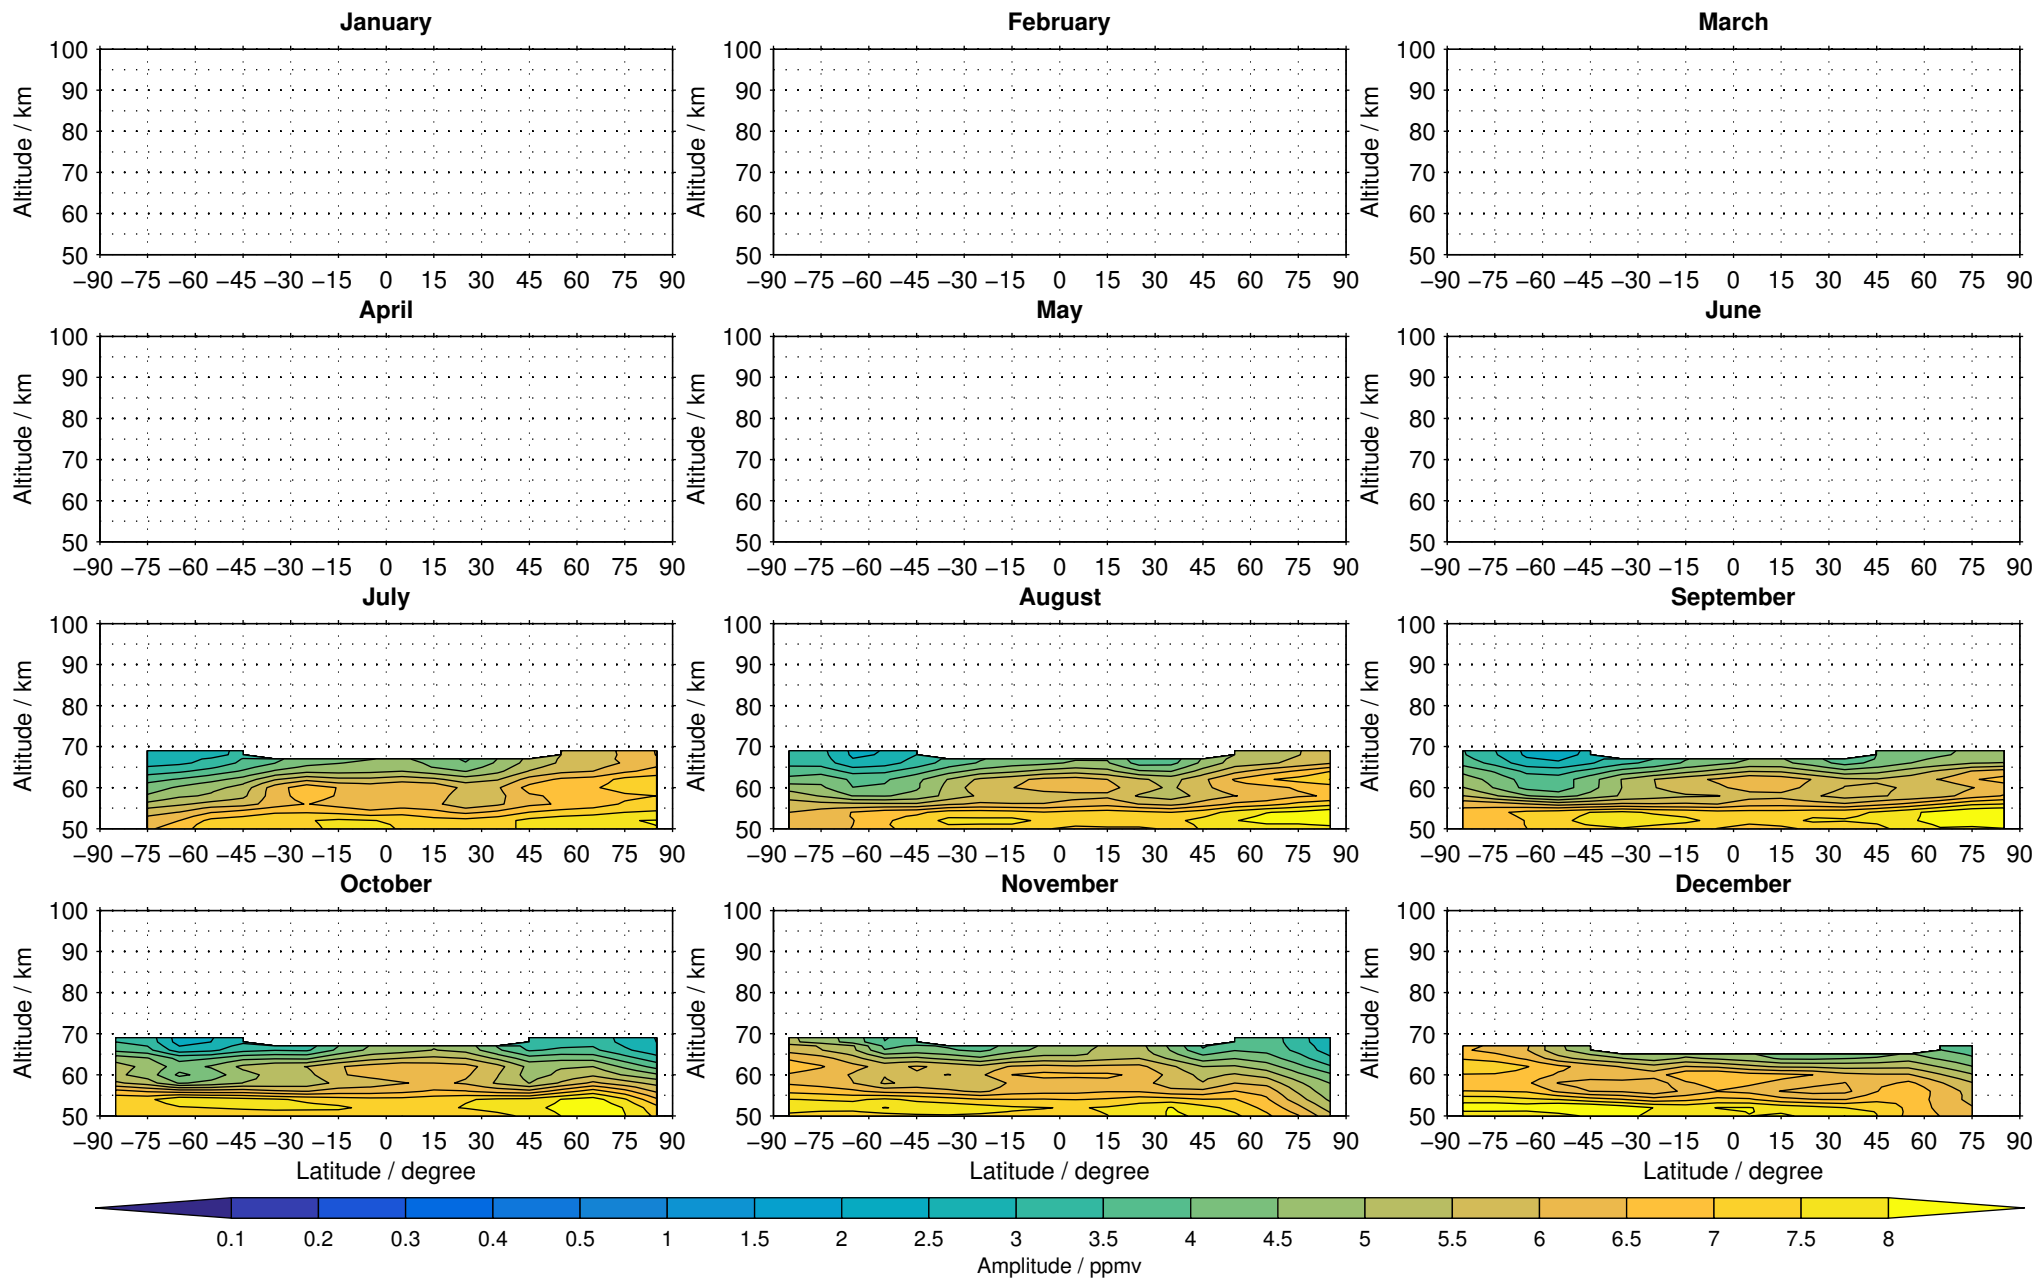 January February March
100 100 100
90 90 90
80 80 80
70 70 70
60 60 60
50 50 50
Altitude / km Altitude / km Altitude / km
−90 −75 −60 −45 −30 −15 0 15 30 45 60 75 90 −90 −75 −60 −45 −30 −15 0 15 30 45 60 75 90 −90 −75 −60 −45 −30 −15 0 15 30 45 60 75 90
April May June
100 100 100
90 90 90
80 80 80
70 70 70
60 60 60
50 50 50
Altitude / km Altitude / km Altitude / km
−90 −75 −60 −45 −30 −15 0 15 30 45 60 75 90 −90 −75 −60 −45 −30 −15 0 15 30 45 60 75 90 −90 −75 −60 −45 −30 −15 0 15 30 45 60 75 90
July August September
100 100 100
90 90 90
80 80 80
70 70 70
60 60 60
50 50 50
Altitude / km Altitude / km Altitude / km
−90 −75 −60 −45 −30 −15 0 15 30 45 60 75 90 −90 −75 −60 −45 −30 −15 0 15 30 45 60 75 90 −90 −75 −60 −45 −30 −15 0 15 30 45 60 75 90
October November December
100 100 100
90 90 90
80 80 80
70 70 70
60 60 60
50 50 50
Altitude / km Altitude / km Altitude / km
−90 −75 −60 −45 −30 −15 0 15 30 45 60 75 90 −90 −75 −60 −45 −30 −15 0 15 30 45 60 75 90 −90 −75 −60 −45 −30 −15 0 15 30 45 60 75 90
Latitude / degree Latitude / degree Latitude / degree
0.1 0.2 0.3 0.4 0.5 1 1.5 2 2.5 3 3.5 4 4.5 5 5.5 6 6.5 7 7.5 8
Amplitude / ppmv